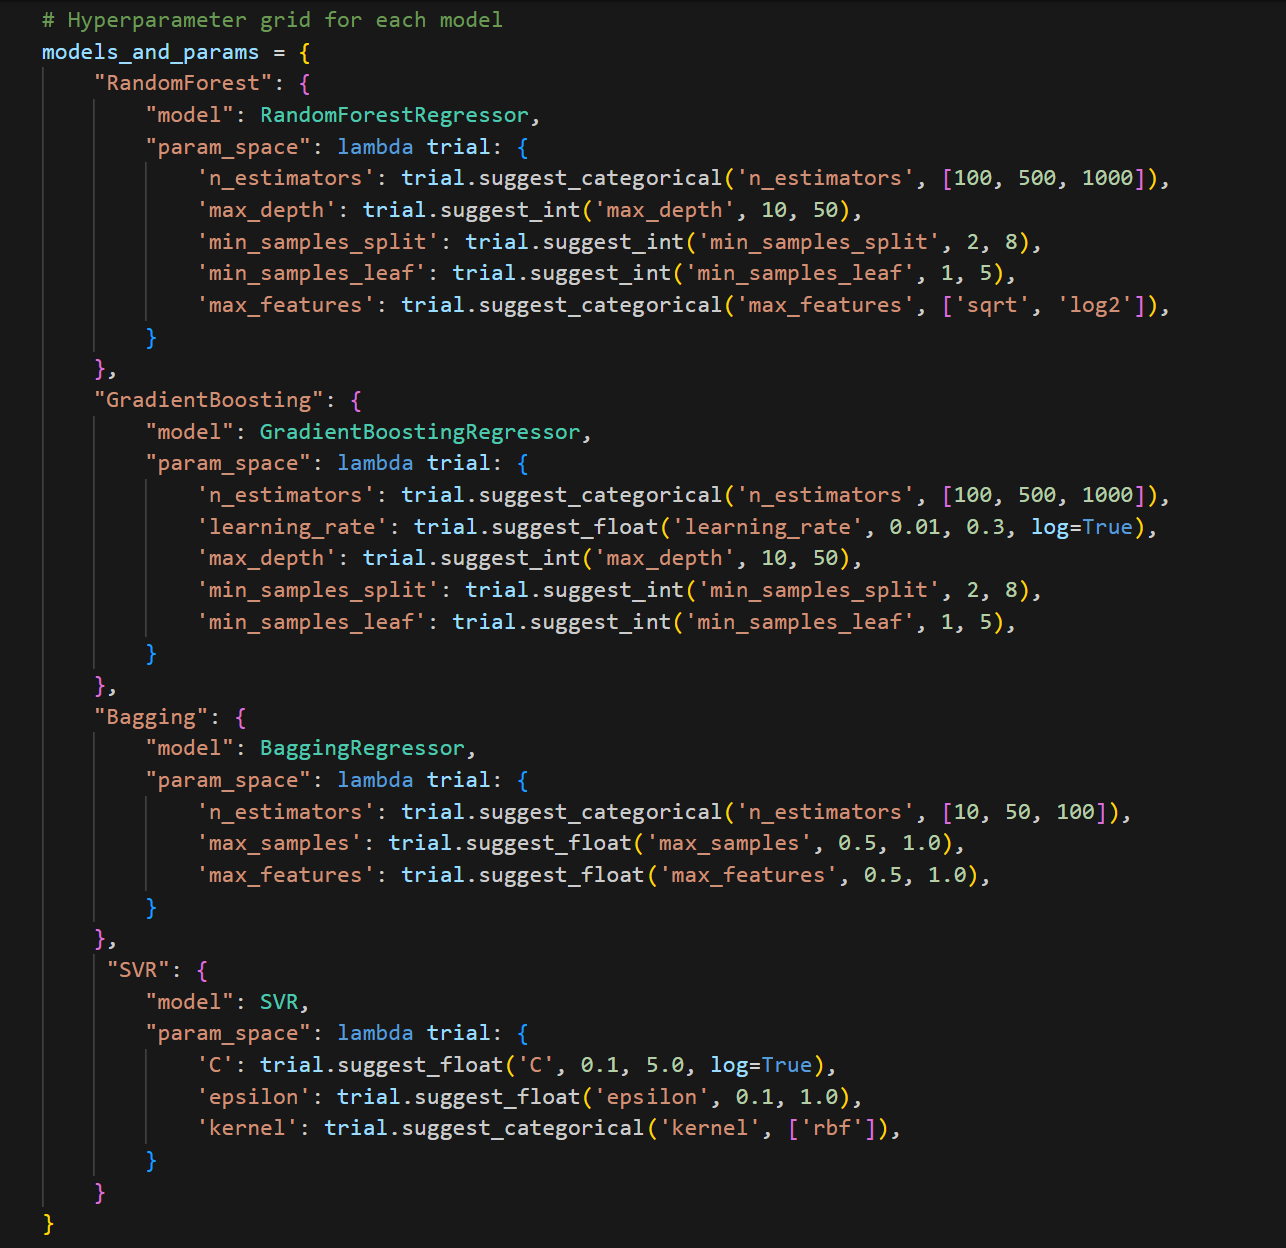 # Hyperparameter grid for each model
models_and_params = {
    "RandomForest": {
        "model": RandomForestRegressor,
        "param_space": lambda trial: {
            'n_estimators': trial.suggest_categorical('n_estimators', [100, 500, 1000]),
            'max_depth': trial.suggest_int('max_depth', 10, 50),
            'min_samples_split': trial.suggest_int('min_samples_split', 2, 8),
            'min_samples_leaf': trial.suggest_int('min_samples_leaf', 1, 5),
            'max_features': trial.suggest_categorical('max_features', ['sqrt', 'log2']),
        }
    },
    "GradientBoosting": {
        "model": GradientBoostingRegressor,
        "param_space": lambda trial: {
            'n_estimators': trial.suggest_categorical('n_estimators', [100, 500, 1000]),
            'learning_rate': trial.suggest_float('learning_rate', 0.01, 0.3, log=True),
            'max_depth': trial.suggest_int('max_depth', 10, 50),
            'min_samples_split': trial.suggest_int('min_samples_split', 2, 8),
            'min_samples_leaf': trial.suggest_int('min_samples_leaf', 1, 5),
        }
    },
    "Bagging": {
        "model": BaggingRegressor,
        "param_space": lambda trial: {
            'n_estimators': trial.suggest_categorical('n_estimators', [10, 50, 100]),
            'max_samples': trial.suggest_float('max_samples', 0.5, 1.0),
            'max_features': trial.suggest_float('max_features', 0.5, 1.0),
        }
    },
     "SVR": {
        "model": SVR,
        "param_space": lambda trial: {
            'C': trial.suggest_float('C', 0.1, 5.0, log=True),
            'epsilon': trial.suggest_float('epsilon', 0.1, 1.0),
            'kernel': trial.suggest_categorical('kernel', ['rbf']),
        }
    }
}